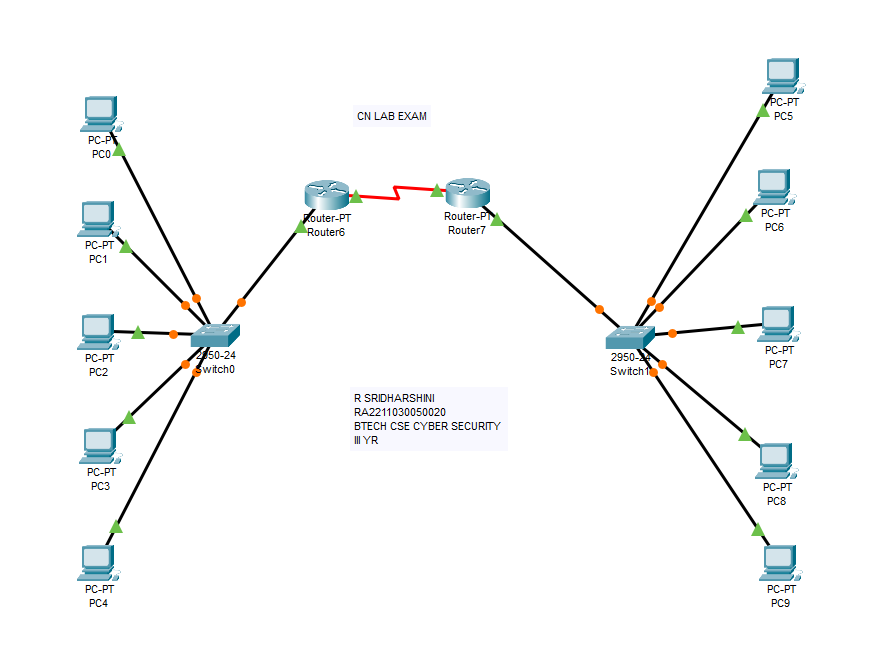 CN LAB EXAM
PC-PT
PC0
PC-PT
PC1
PC-PT
PC2
PC-PT
PC3
PC-PT
PC4
2950-24
Switch0
Router-PT
Router6
Router-PT
Router7
R SRIDHARSHINI
RA2211030050020
BTECH CSE CYBER SECURITY
III YR
2950-24
Switch1
PC-PT
PC5
PC-PT
PC6
PC-PT
PC7
PC-PT
PC8
PC-PT
PC9